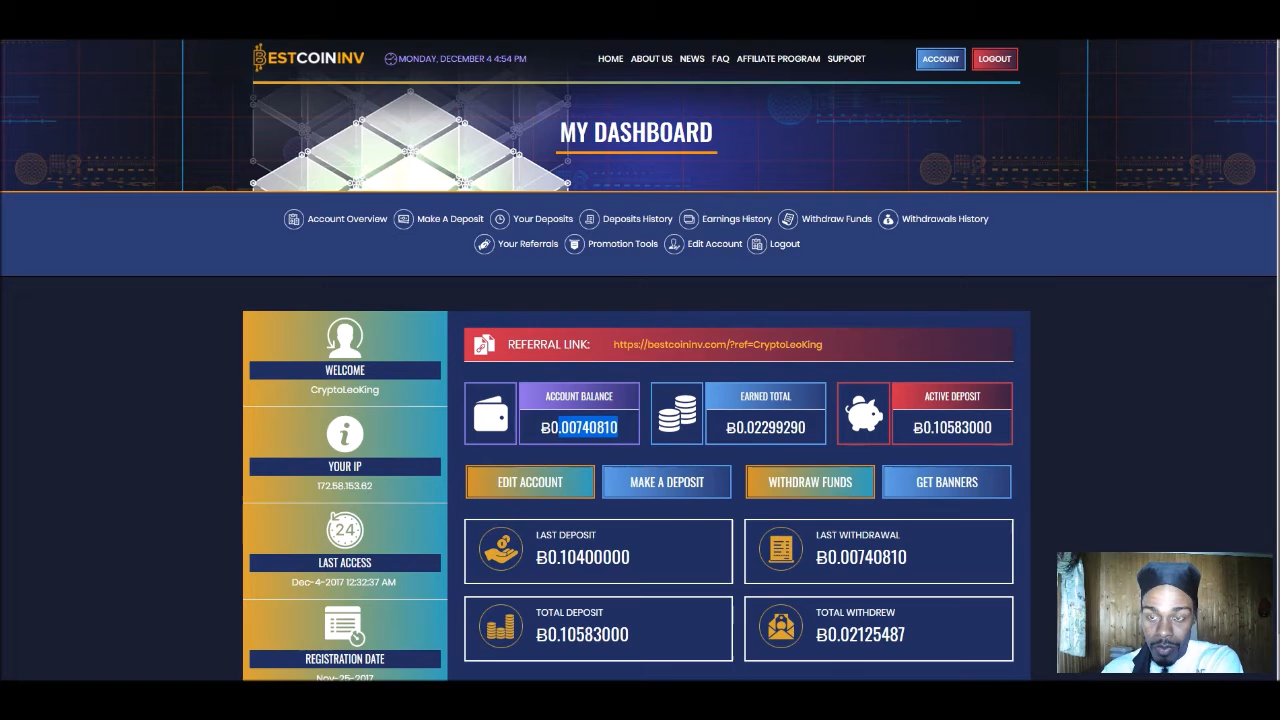 BESTCOININV
MONDAY, DECEMBER 4 4:54 PM
HOME ABOUT US NEWS FAQ AFFILIATE PROGRAM SUPPORT
ACCOUNT LOGOUT
MY DASHBOARD
Account Overview Make A Deposit Your Deposits Deposits History Earnings History Withdraw Funds Withdrawals History
Your Referrals Promotion Tools Edit Account Logout
WELCOME
CryptoLeoKing
YOUR IP
172.58.153.62
24
LAST ACCESS
Dec-4-2017 12:32:37 AM
REGISTRATION DATE
Nov-25-2017
REFERRAL LINK: https://bestcoininv.com/?ref=CryptoLeoKing
ACCOUNT BALANCE
Ƀ0.00740810
EARNED TOTAL
Ƀ0.02299290
ACTIVE DEPOSIT
Ƀ0.10583000
EDIT ACCOUNT MAKE A DEPOSIT WITHDRAW FUNDS GET BANNERS
LAST DEPOSIT
Ƀ0.10400000
LAST WITHDRAWAL
Ƀ0.00740810
TOTAL DEPOSIT
Ƀ0.10583000
TOTAL WITHDREW
Ƀ0.02125487